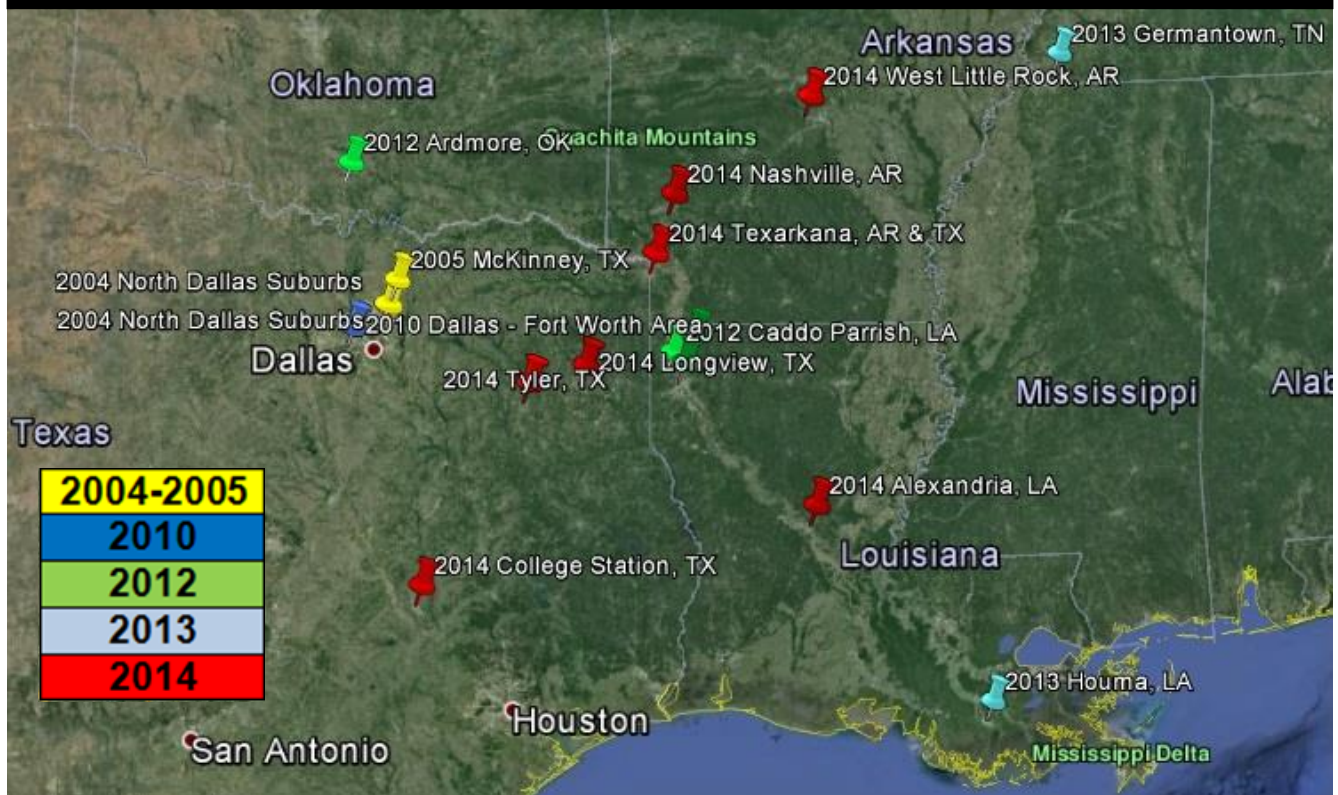 Arkansas
2013 Germantown, TN
Oklahoma
2014 West Little Rock, AR
2012 Ardmore, OK
achita Mountains
2014 Nashville, AR
2014 Texarkana, AR & TX
2005 McKinney, TX
2004 North Dallas Suburbs
2004 North Dallas Suburbs
2010 Dallas - Fort Worth Area
2012 Caddo Parrish, LA
Dallas
2014 Longview, TX
2014 Tyler, TX
Mississippi
Alab
Texas
2004-2005
2010
2012
2013
2014
2014 Alexandria, LA
Louisiana
2014 College Station, TX
2013 Houma, LA
Houston
San Antonio
Mississippi Delta